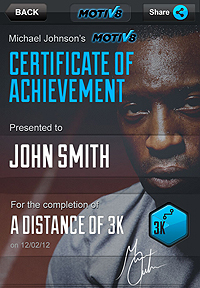 BACK MOTIV8 Share
Michael Johnson's MOTIV8
CERTIFICATE OF
ACHIEVEMENT
Presented to
JOHN SMITH
For the completion of
A DISTANCE OF 3K
3K
on 12/02/12